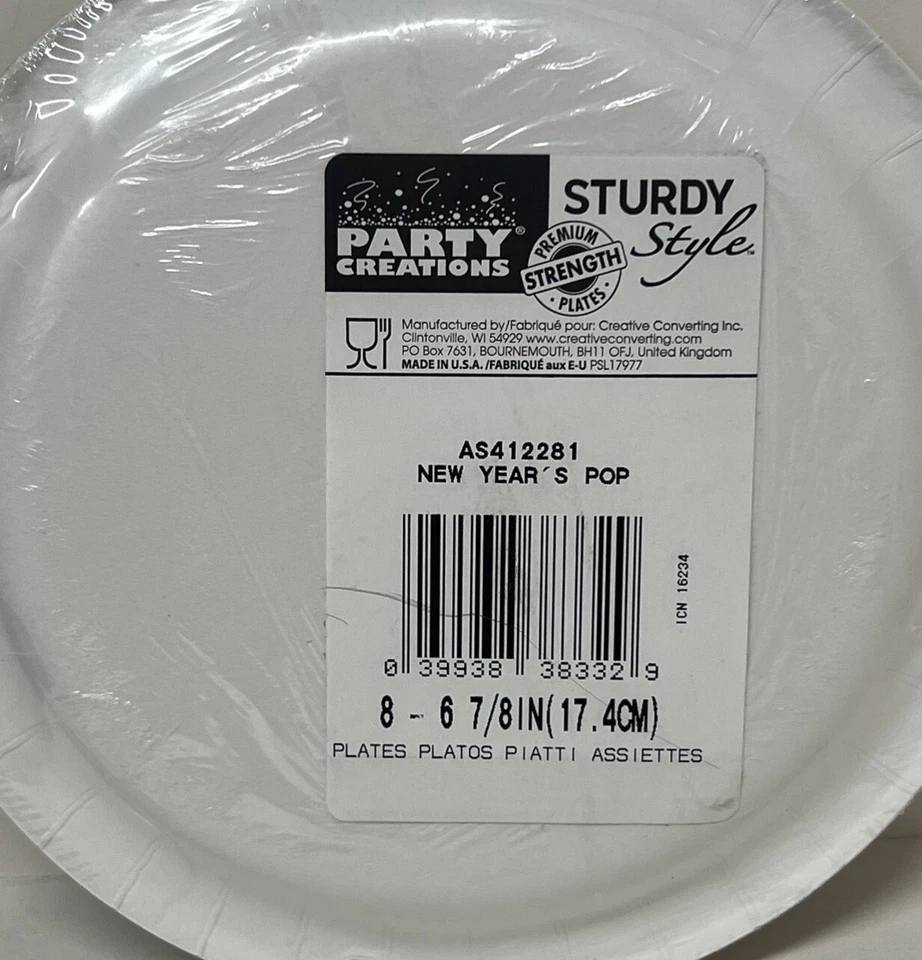 PARTY®
CREATIONS
STURDY
Style™
PREMIUM
STRENGTH
• PLATES •
Manufactured by/Fabriqué pour: Creative Converting Inc.
Clintonville, WI 54929 www.creativeconverting.com
PO Box 7631, BOURNEMOUTH, BH11 OFJ, United Kingdom
MADE IN U.S.A. /FABRIQUÉ aux E-U PSL17977
AS412281
NEW YEAR´S POP
ICN 16234
0 39938 38332 9
8 - 6 7/8IN(17.4CM)
PLATES PLATOS PIATTI ASSIETTES